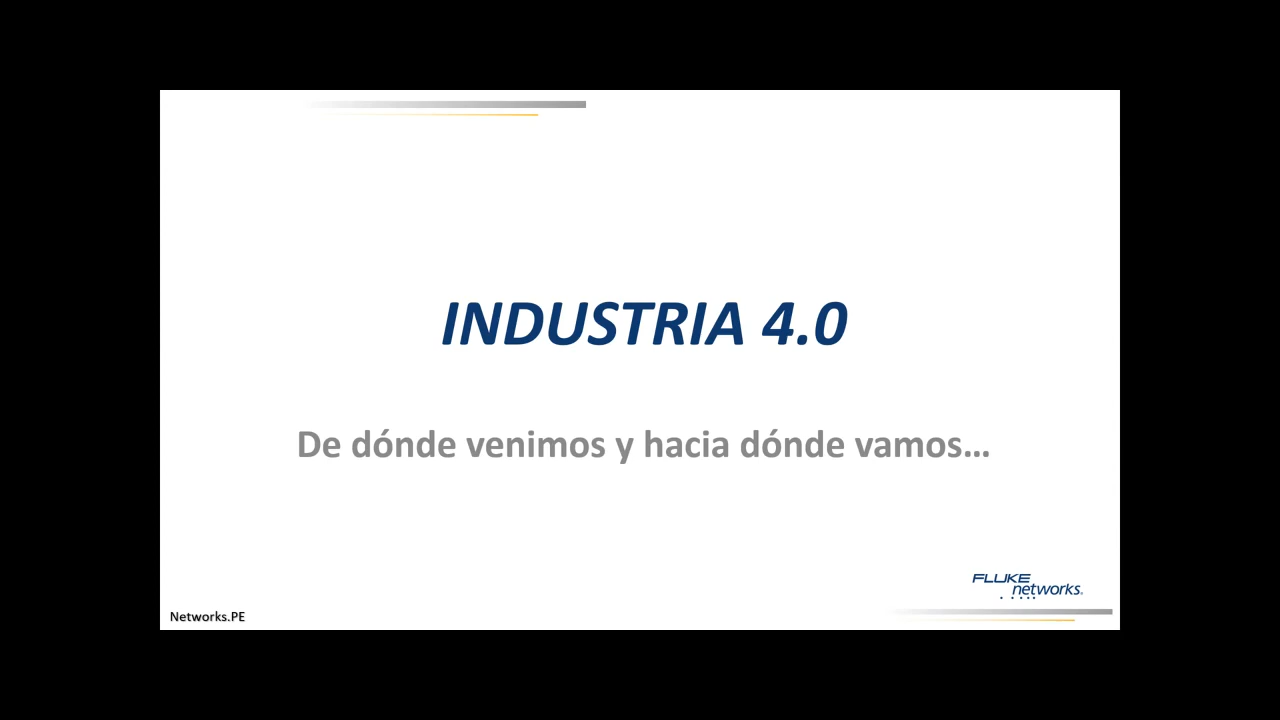 INDUSTRIA 4.0
De dónde venimos y hacia dónde vamos...
FLUKE
networks.
Networks.PE